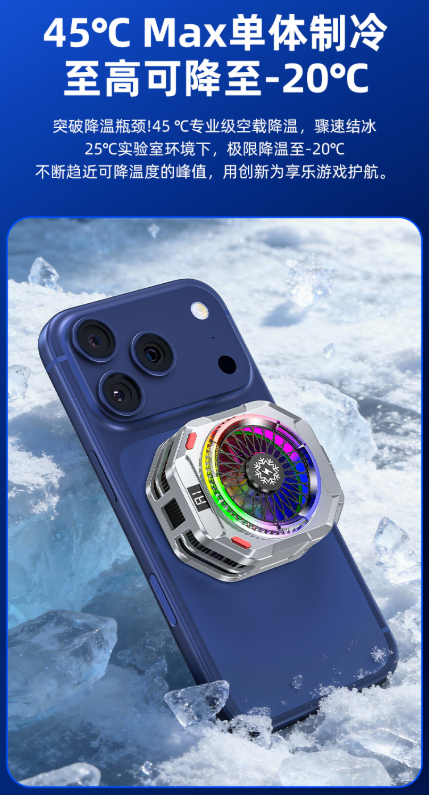 45℃ Max单体制冷
至高可降至-20℃
突破降温瓶颈!45 ℃专业级空载降温，骤速结冰
25℃实验室环境下，极限降温至-20℃
不断趋近可降温度的峰值，用创新为享乐游戏护航。
AI